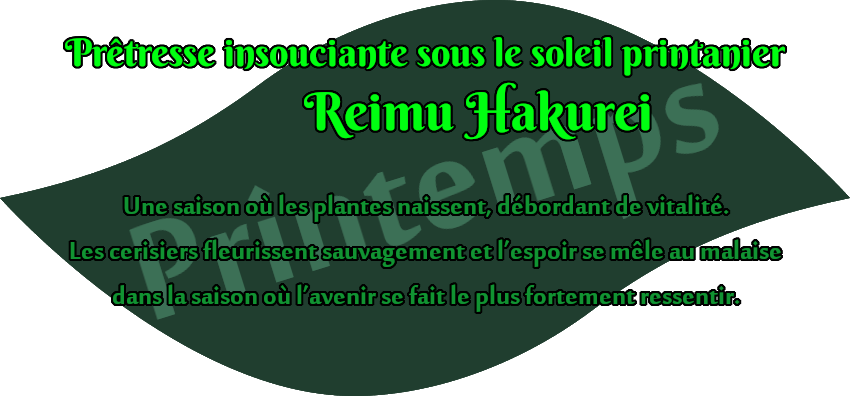 Prêtresse insouciante sous le soleil printanier
Reimu Hakurei
Printemps
Une saison où les plantes naissent, débordant de vitalité.
Les cerisiers fleurissent sauvagement et l'espoir se mêle au malaise
dans la saison où l'avenir se fait le plus fortement ressentir.